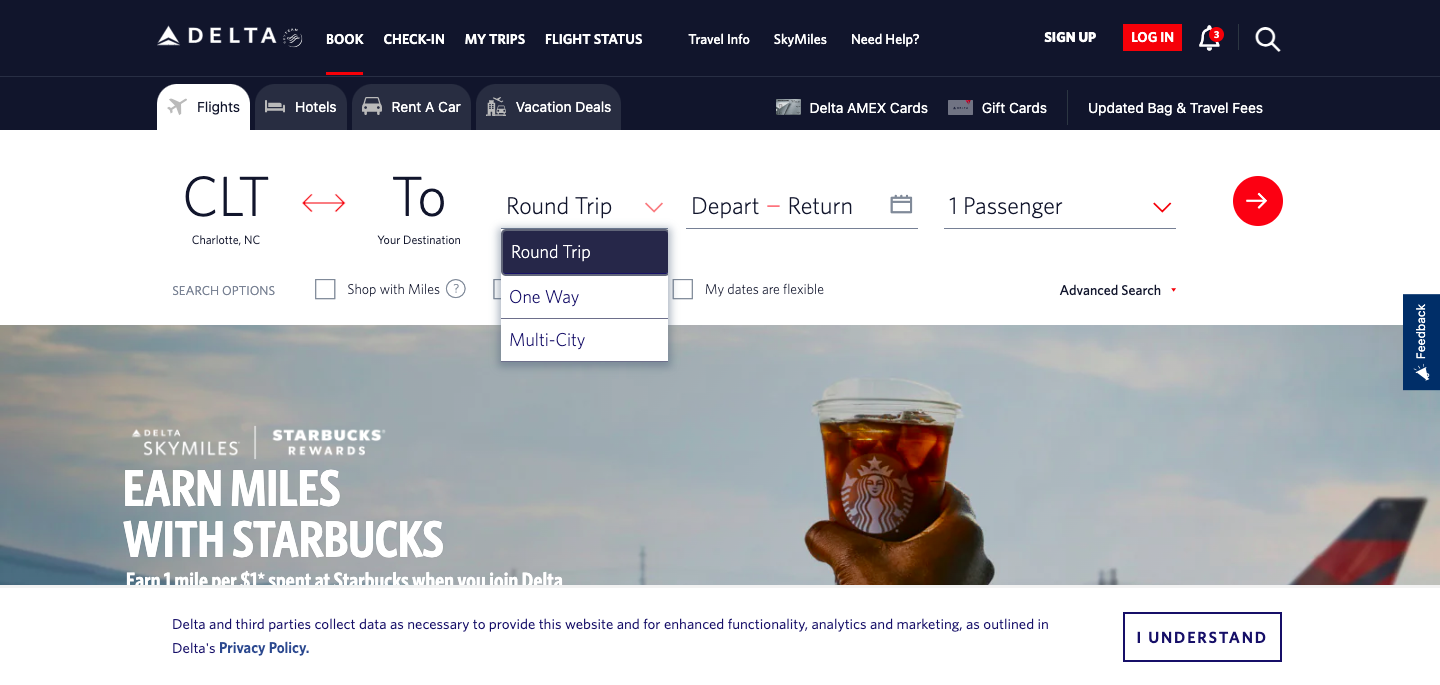 DELTA
BOOK
CHECK-IN
MY TRIPS
FLIGHT STATUS
Travel Info
SkyMiles
Need Help?
SIGN UP
LOG IN
3
Flights
Hotels
Rent A Car
Vacation Deals
Delta AMEX Cards
Gift Cards
Updated Bag & Travel Fees
CLT
To
Round Trip
Depart – Return
1 Passenger
Charlotte, NC
Your Destination
Round Trip
One Way
Multi-City
SEARCH OPTIONS
Shop with Miles
?
My dates are flexible
Advanced Search
Feedback
DELTA
SKYMILES
STARBUCKS®
REWARDS
EARN MILES
WITH STARBUCKS
Earn 1 mile per $1* spent at Starbucks when you join Delta
Delta and third parties collect data as necessary to provide this website and for enhanced functionality, analytics and marketing, as outlined in
Delta's Privacy Policy.
I UNDERSTAND